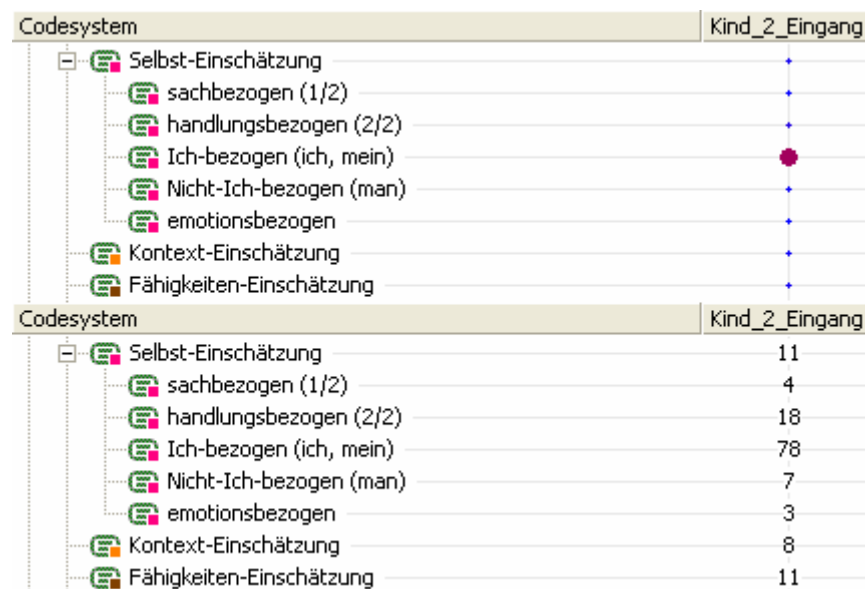 Codesystem Kind_2_Eingang
Selbst-Einschätzung
sachbezogen (1/2)
handlungsbezogen (2/2)
Ich-bezogen (ich, mein)
Nicht-Ich-bezogen (man)
emotionsbezogen
Kontext-Einschätzung
Fähigkeiten-Einschätzung
Codesystem Kind_2_Eingang
Selbst-Einschätzung 11
sachbezogen (1/2) 4
handlungsbezogen (2/2) 18
Ich-bezogen (ich, mein) 78
Nicht-Ich-bezogen (man) 7
emotionsbezogen 3
Kontext-Einschätzung 8
Fähigkeiten-Einschätzung 11